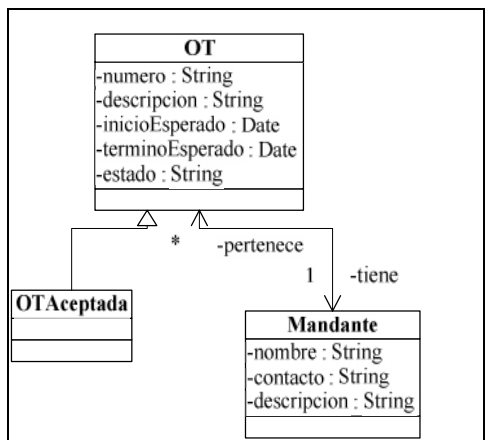 OT
-numero : String
-descripcion : String
-inicioEsperado : Date
-terminoEsperado : Date
-estado : String
*
-pertenece
1
-tiene
OTAceptada
Mandante
-nombre : String
-contacto : String
-descripcion : String